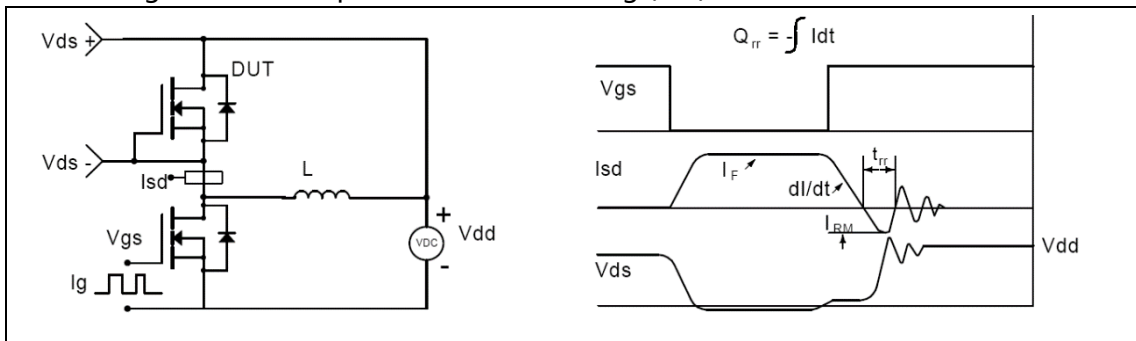 Vds +
DUT
Vds -
Isd
L
Vgs
Ig
+
VDC
-
Vdd
Qrr = -∫ Idt
Vgs
Isd
IF
dI/dt
trr
IRM
Vdd
Vds